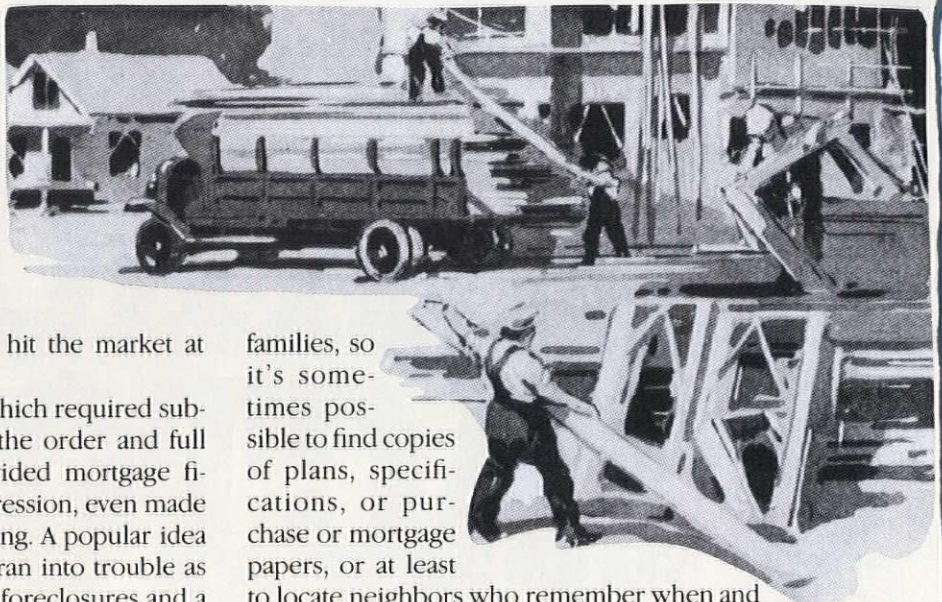 hit the market at
hich required sub-
the order and full
vided mortgage fi-
ression, even made
ng. A popular idea
ran into trouble as
foreclosures and a
families, so
it's some-
times pos-
sible to find copies
of plans, specifi-
cations, or pur-
chase or mortgage
papers, or at least
to locate neighbors who remember when and